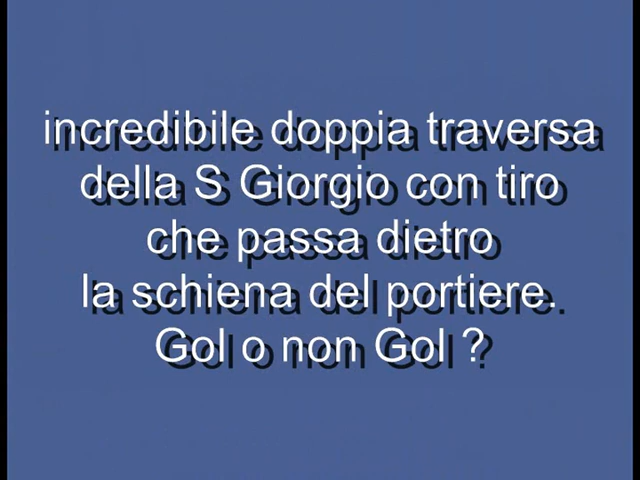 incredibile doppia traversa
della S Giorgio con tiro
che passa dietro
la schiena del portiere.
Gol o non Gol ?